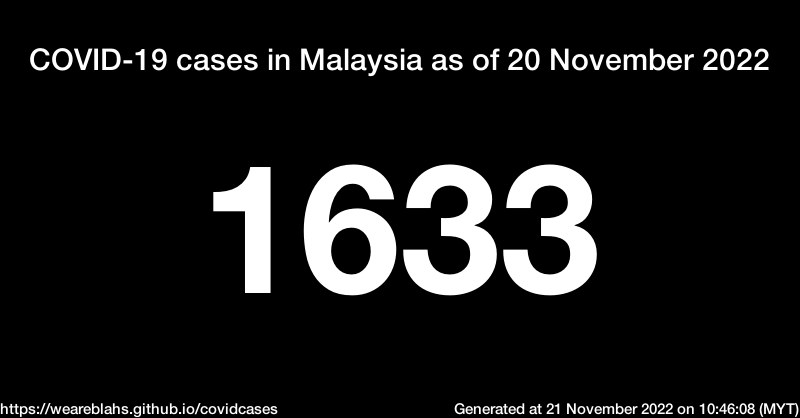 COVID-19 cases in Malaysia as of 20 November 2022
1633
https://weareblahs.github.io/covidcases
Generated at 21 November 2022 on 10:46:08 (MYT)